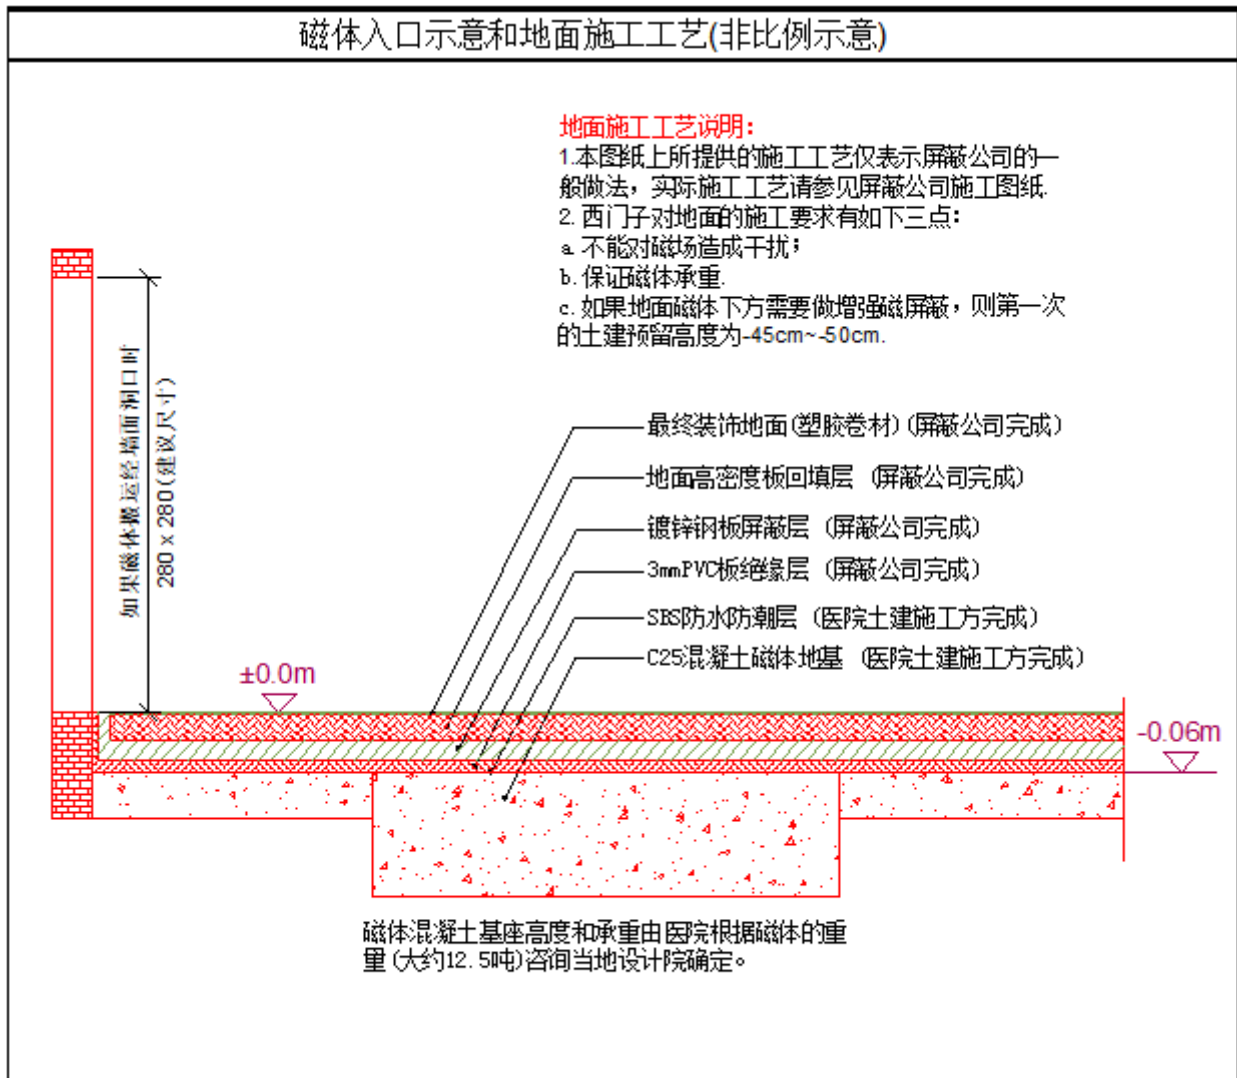 磁体入口示意和地面施工工艺(非比例示意)
地面施工工艺说明：
1.本图纸上所提供的施工工艺仅表示屏蔽公司的一
般做法，实际施工工艺请参见屏蔽公司施工图纸.
2. 西门子对地面的施工要求有如下三点：
a. 不能对磁场造成干扰；
b. 保证磁体承重.
c. 如果地面磁体下方需要做增强磁屏蔽，则第一次
的土建预留高度为-45cm~-50cm.
如果磁体搬运经墙面洞口时
280 x 280(建议尺寸)
最终装饰地面(塑胶卷材) (屏蔽公司完成)
地面高密度板回填层 (屏蔽公司完成)
镀锌钢板屏蔽层 (屏蔽公司完成)
3mmPVC板绝缘层 (屏蔽公司完成)
SBS防水防潮层 (医院土建施工方完成)
C25混凝土磁体地基 (医院土建施工方完成)
±0.0m
-0.06m
磁体混凝土基座高度和承重由医院根据磁体的重
量(大约12.5吨)咨询当地设计院确定。